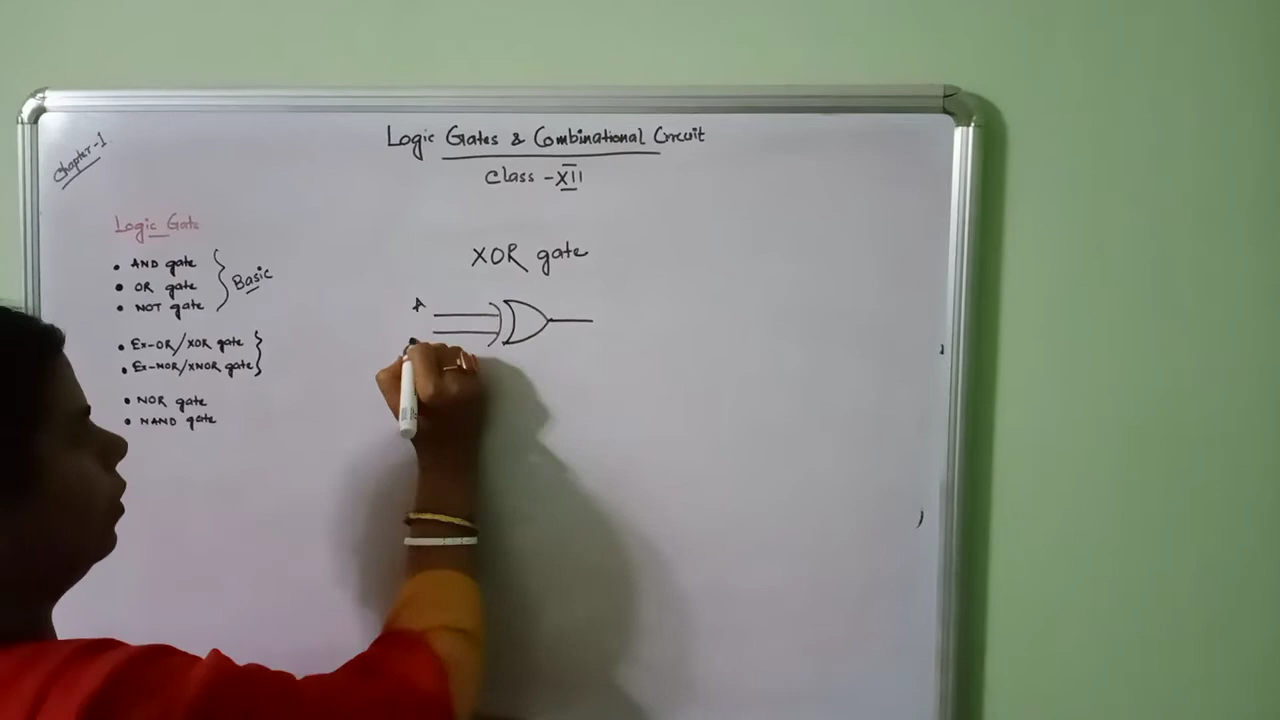 Chapter-1
Logic Gates & Combinational Circuit
Class - XII
Logic Gate
• AND gate
• OR gate
• NOT gate
Basic
• Ex-OR/XOR gate
• Ex-NOR/XNOR gate
• NOR gate
• NAND gate
XOR gate
A